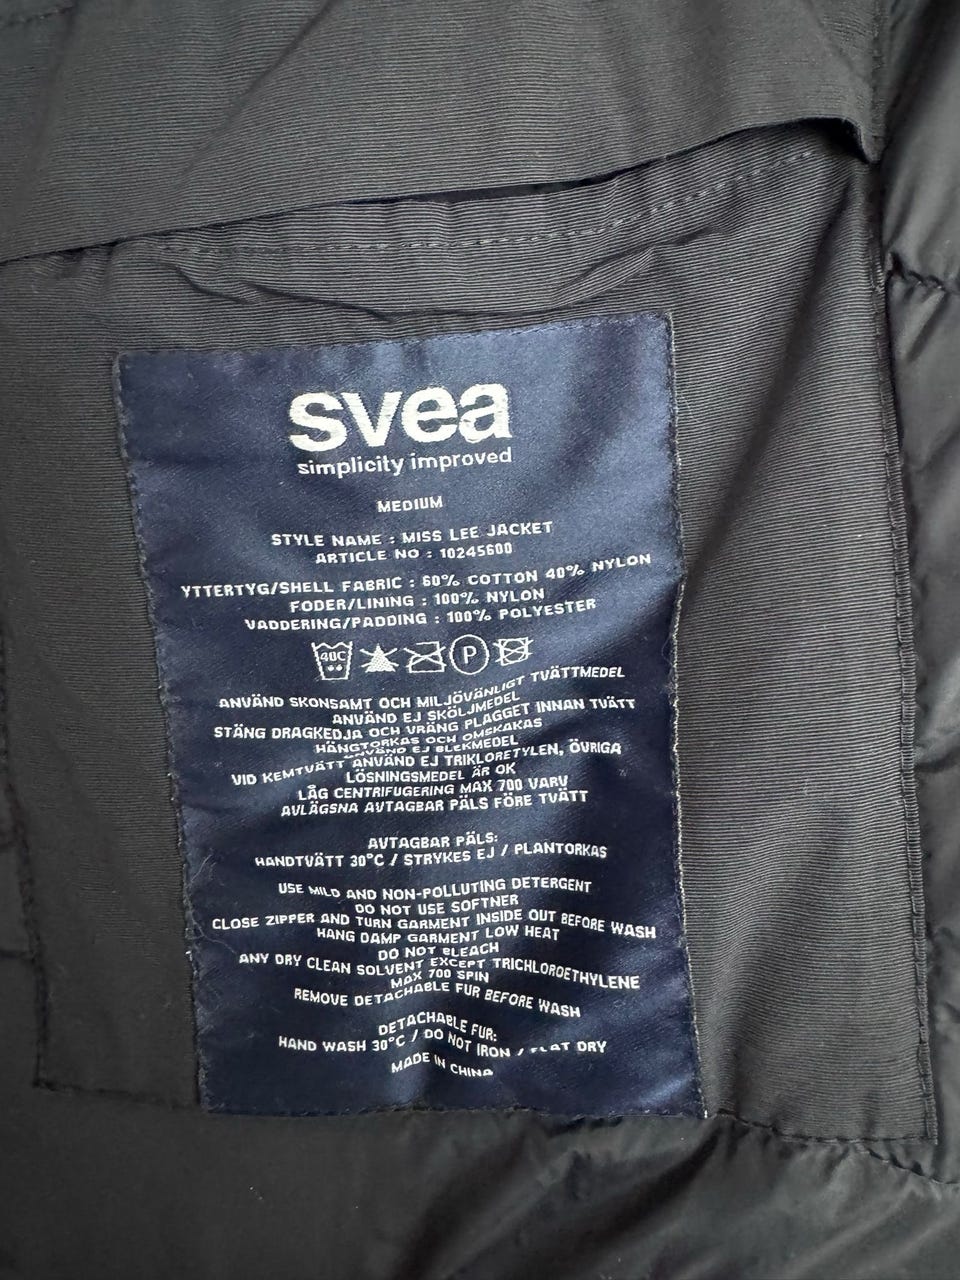 svea
simplicity improved
MEDIUM
STYLE NAME : MISS LEE JACKET
ARTICLE NO : 10245600
YTTERTYG/SHELL FABRIC : 60% COTTON 40% NYLON
FODER/LINING : 100% NYLON
VADDERING/PADDING : 100% POLYESTER
40C P
ANVÄND SKONSAMT OCH MILJÖVÄNLIGT TVÄTTMEDEL
ANVÄND EJ SKÖLJMEDEL
STÄNG DRAGKEDJA OCH VRÄNG PLAGGET INNAN TVÄTT
HÄNGTORKAS OCH OMSKAKAS
ANVÄND EJ BLEKMEDEL
VID KEMTVÄTT ANVÄND EJ TRIKLORETYLEN, ÖVRIGA
LÖSNINGSMEDEL ÄR OK
LÅG CENTRIFUGERING MAX 700 VARV
AVLÄGSNA AVTAGBAR PÄLS FÖRE TVÄTT
AVTAGBAR PÄLS:
HANDTVÄTT 30°C / STRYKES EJ / PLANTORKAS
USE MILD AND NON-POLLUTING DETERGENT
DO NOT USE SOFTNER
CLOSE ZIPPER AND TURN GARMENT INSIDE OUT BEFORE WASH
HANG DAMP GARMENT LOW HEAT
DO NOT BLEACH
ANY DRY CLEAN SOLVENT EXCEPT TRICHLOROETHYLENE
MAX 700 SPIN
REMOVE DETACHABLE FUR BEFORE WASH
DETACHABLE FUR:
HAND WASH 30°C / DO NOT IRON / FLAT DRY
MADE IN CHINA